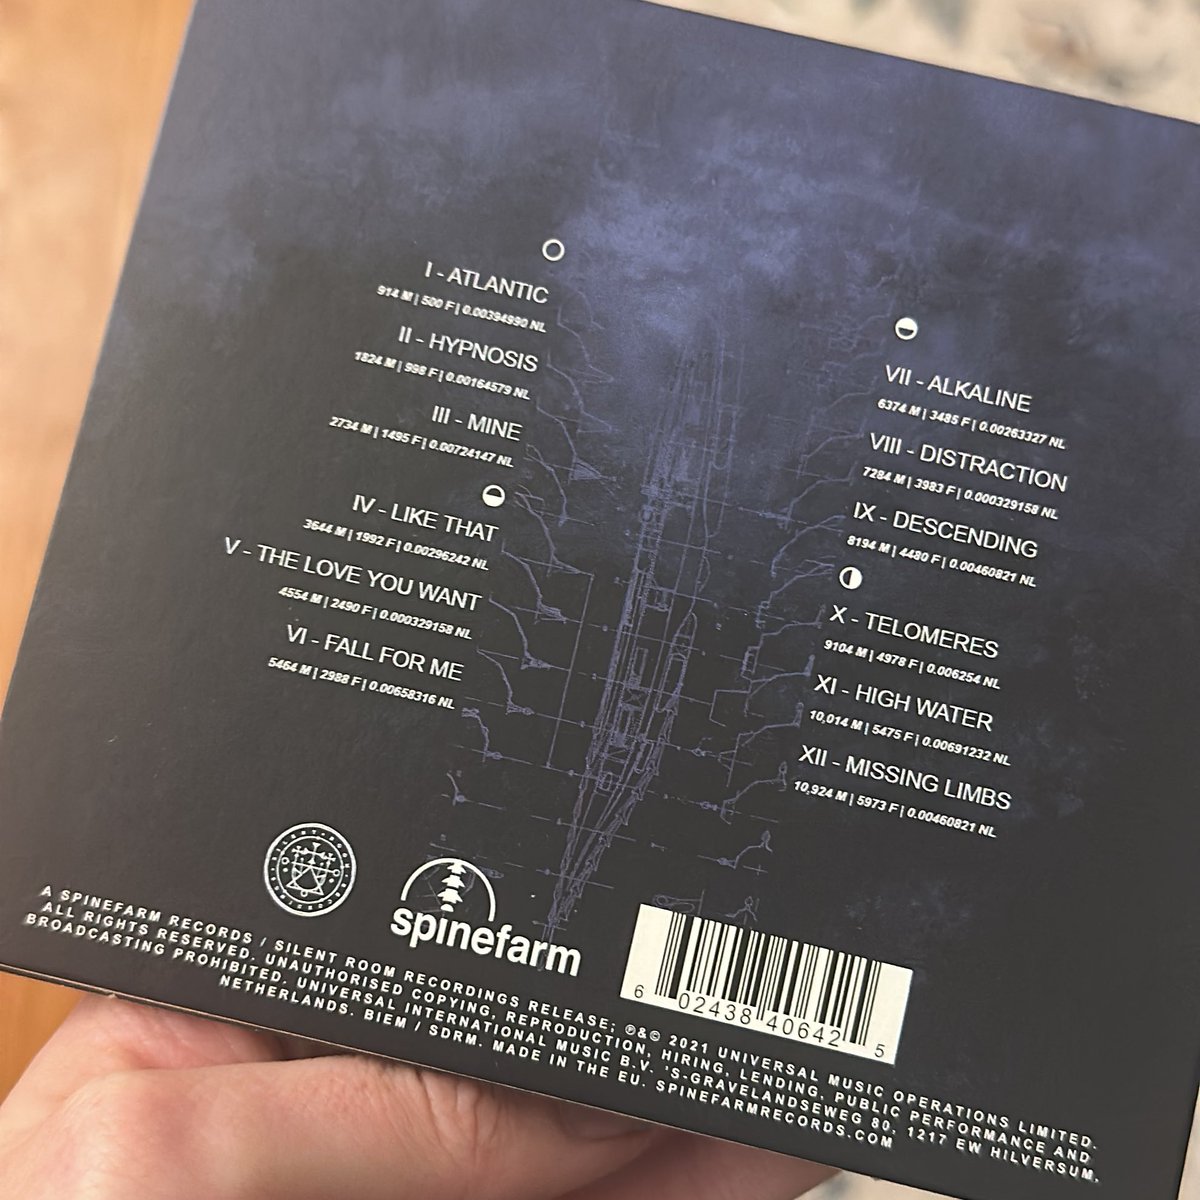 I - ATLANTIC
914 M | 500 F | 0.00394990 NL
II - HYPNOSIS
1824 M | 998 F | 0.00164579 NL
III - MINE
2734 M | 1495 F | 0.00724147 NL
IV - LIKE THAT
3644 M | 1992 F | 0.00296242 NL
V - THE LOVE YOU WANT
4554 M | 2490 F | 0.000329158 NL
VI - FALL FOR ME
5464 M | 2988 F | 0.00658316 NL
VII - ALKALINE
6374 M | 3485 F | 0.00263327 NL
VIII - DISTRACTION
7284 M | 3983 F | 0.000329158 NL
IX - DESCENDING
8194 M | 4480 F | 0.00460821 NL
X - TELOMERES
9104 M | 4978 F | 0.006254 NL
XI - HIGH WATER
10,014 M | 5475 F | 0.00691232 NL
XII - MISSING LIMBS
10,924 M | 5973 F | 0.00460821 NL
spinefarm
6 02438 40642 5
A SPINEFARM RECORDS / SILENT ROOM RECORDINGS RELEASE; ℗&© 2021 UNIVERSAL MUSIC OPERATIONS LIMITED.
ALL RIGHTS RESERVED. UNAUTHORISED COPYING, REPRODUCTION, HIRING, LENDING, PUBLIC PERFORMANCE AND
BROADCASTING PROHIBITED. UNIVERSAL INTERNATIONAL MUSIC B.V. 'S-GRAVELANDSEWEG 80, 1217 EW HILVERSUM,
NETHERLANDS. BIEM / SDRM. MADE IN THE EU. SPINEFARMRECORDS.COM